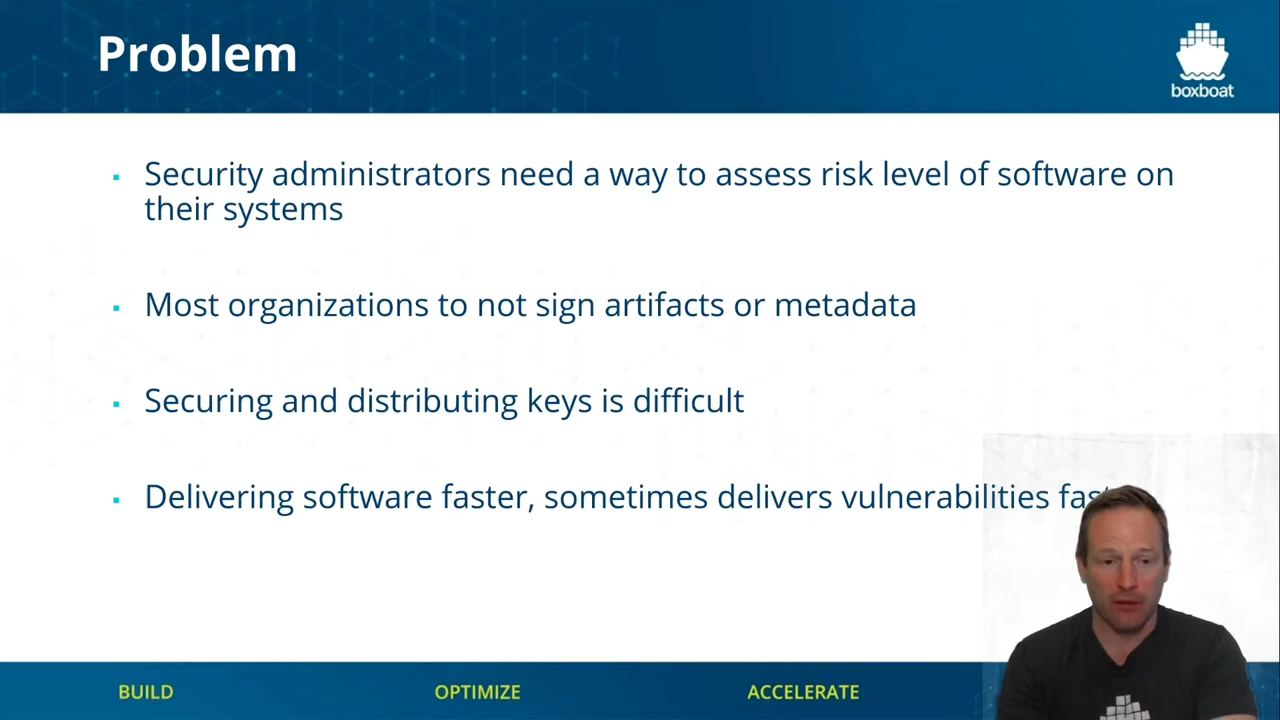 Problem
boxboat
Security administrators need a way to assess risk level of software on
their systems
Most organizations to not sign artifacts or metadata
Securing and distributing keys is difficult
Delivering software faster, sometimes delivers vulnerabilities
BUILD
OPTIMIZE
ACCELERATE